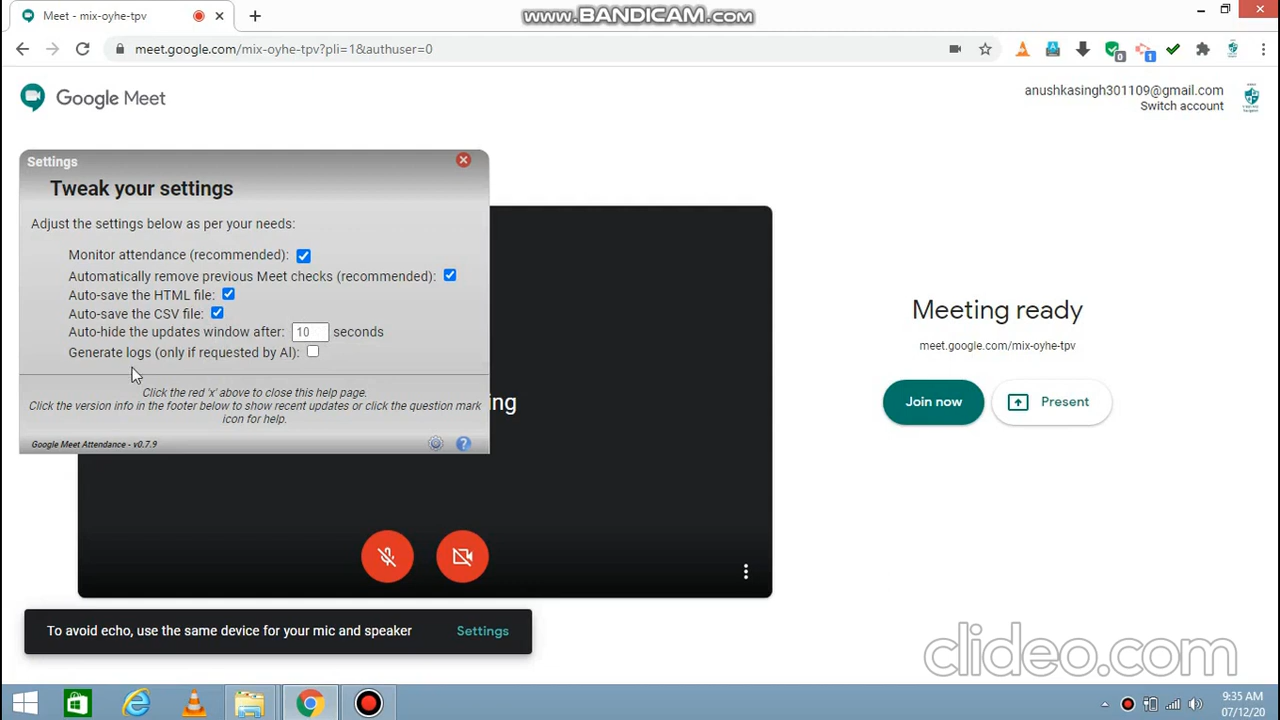 www.BANDICAM.com
Meet - mix-oyhe-tpv
meet.google.com/mix-oyhe-tpv?pli=1&authuser=0
0
1
Google Meet
anushkasingh301109@gmail.com
Switch account
Settings
Tweak your settings
Adjust the settings below as per your needs:
Monitor attendance (recommended):
Automatically remove previous Meet checks (recommended):
Auto-save the HTML file:
Auto-save the CSV file:
Auto-hide the updates window after: 10 seconds
Generate logs (only if requested by Al):
Click the red 'x' above to close this help page.
Click the version info in the footer below to show recent updates or click the question mark
icon for help.
Google Meet Attendance - v0.7.9
?
ing
Meeting ready
meet.google.com/mix-oyhe-tpv
Join now
Present
To avoid echo, use the same device for your mic and speaker Settings
clideo.com
9:35 AM
07/12/20